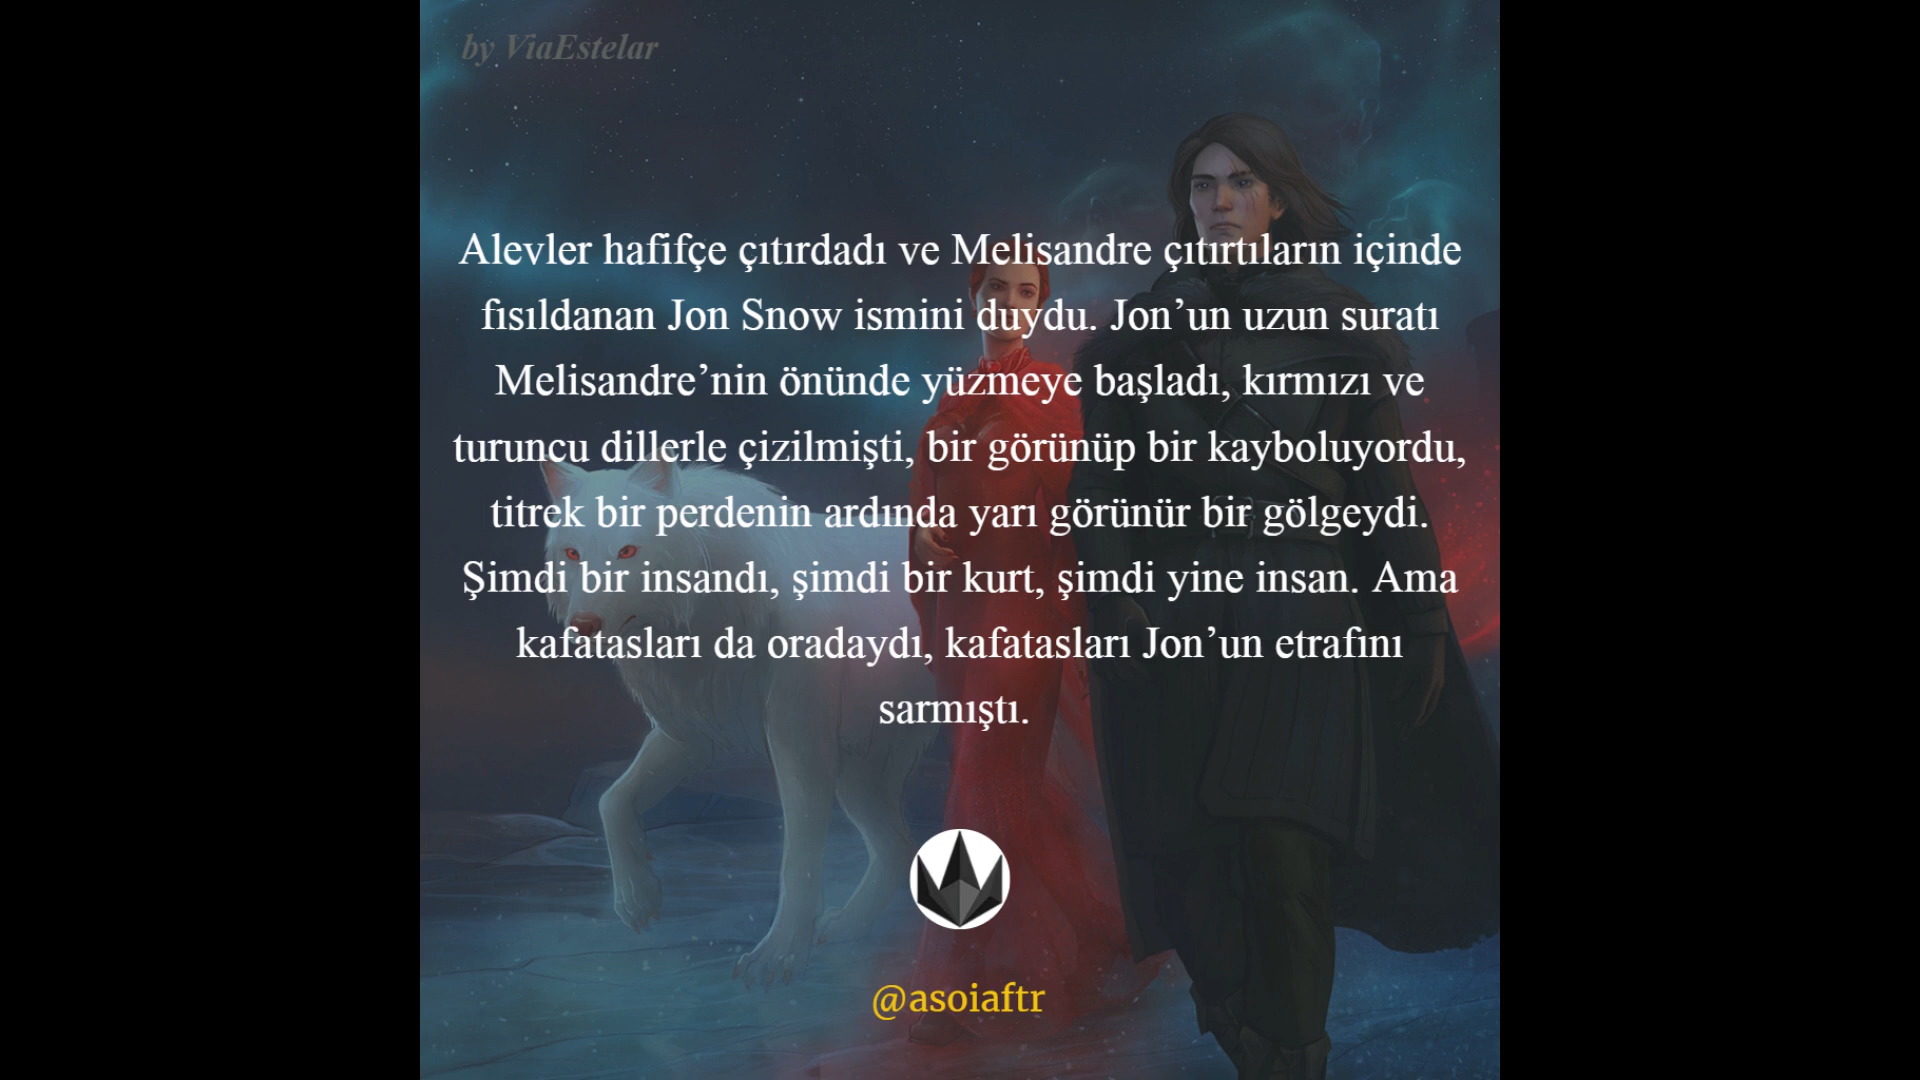 by ViaEstelar
Alevler hafifçe çıtırdadı ve Melisandre çıtırtıların içinde
fısıldanan Jon Snow ismini duydu. Jon’un uzun suratı
Melisandre’nin önünde yüzmeye başladı, kırmızı ve
turuncu dillerle çizilmişti, bir görünüp bir kayboluyordu,
titrek bir perdenin ardında yarı görünür bir gölgeydi.
Şimdi bir insandı, şimdi bir kurt, şimdi yine insan. Ama
kafatasları da oradaydı, kafatasları Jon’un etrafını
sarmıştı.
@asoiaftr